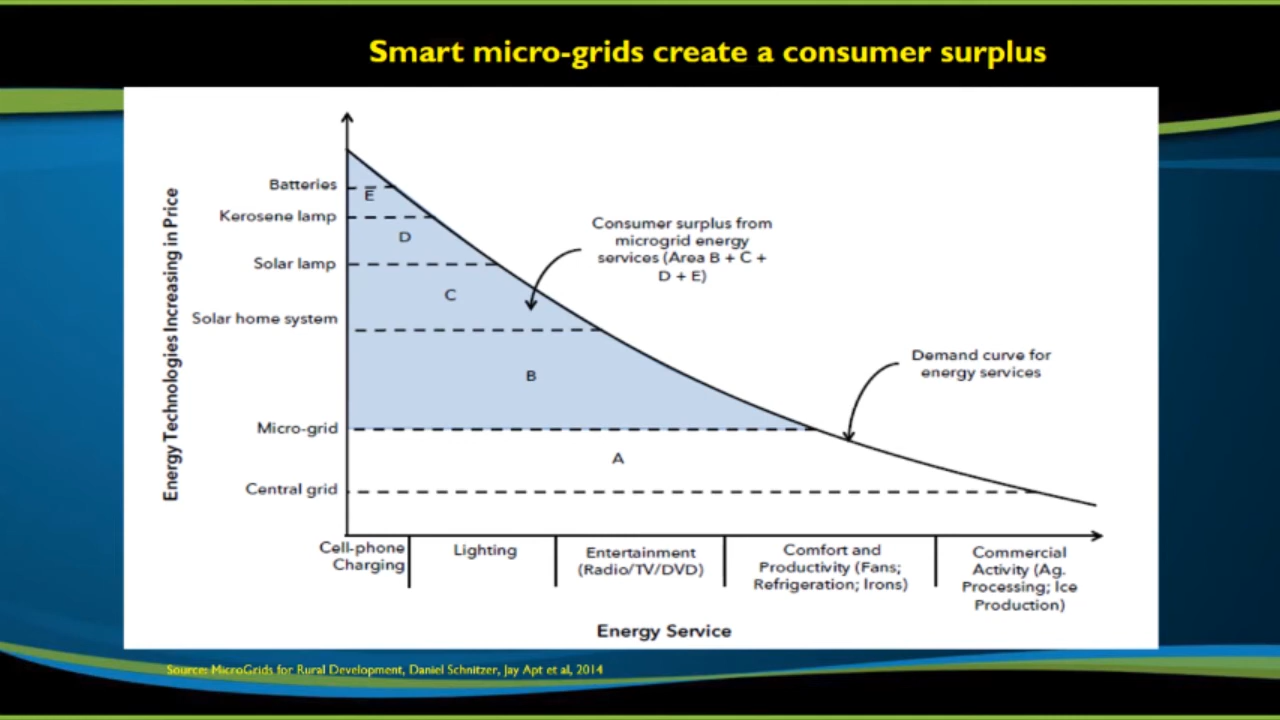 Smart micro-grids create a consumer surplus
Energy Technologies Increasing in Price
Batteries
Kerosene lamp
Solar lamp
Solar home system
Micro-grid
Central grid
E
D
C
B
A
Consumer surplus from
microgrid energy
services (Area B + C +
D + E)
Demand curve for
energy services
Cell-phone
Charging
Lighting
Entertainment
(Radio/TV/DVD)
Comfort and
Productivity (Fans;
Refrigeration; Irons)
Commercial
Activity (Ag.
Processing; Ice
Production)
Energy Service
Source: MicroGrids for Rural Development, Daniel Schnitzer, Jay Apt et al, 2014